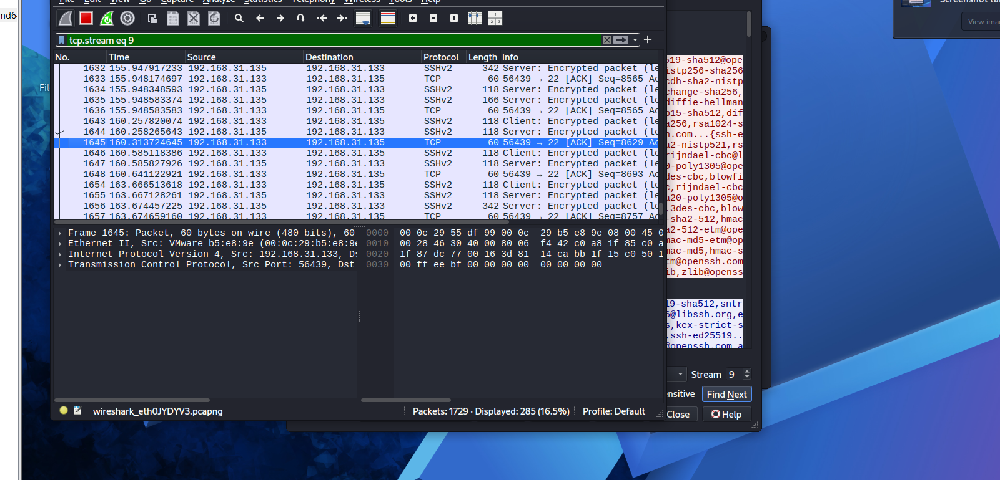 File Edit View Go Capture Analyze Statistics Telephony Wireless Tools Help
tcp.stream eq 9
No. Time Source Destination Protocol Length Info
1632 155.947917233 192.168.31.135 192.168.31.133 SSHv2 342 Server: Encrypted packet (le
1633 155.948174697 192.168.31.133 192.168.31.135 TCP 60 56439 → 22 [ACK] Seq=8565 Ac
1634 155.948348593 192.168.31.135 192.168.31.133 SSHv2 118 Server: Encrypted packet (le
1635 155.948583374 192.168.31.135 192.168.31.133 SSHv2 166 Server: Encrypted packet (le
1636 155.948583583 192.168.31.133 192.168.31.135 TCP 60 56439 → 22 [ACK] Seq=8565 Ac
1643 160.257820074 192.168.31.133 192.168.31.135 SSHv2 118 Client: Encrypted packet (le
1644 160.258265643 192.168.31.135 192.168.31.133 SSHv2 118 Server: Encrypted packet (le
1645 160.313724645 192.168.31.133 192.168.31.135 TCP 60 56439 → 22 [ACK] Seq=8629 Ac
1646 160.585118386 192.168.31.133 192.168.31.135 SSHv2 118 Client: Encrypted packet (le
1647 160.585827926 192.168.31.135 192.168.31.133 SSHv2 118 Server: Encrypted packet (le
1648 160.641122921 192.168.31.133 192.168.31.135 TCP 60 56439 → 22 [ACK] Seq=8693 Ac
1654 163.666513618 192.168.31.133 192.168.31.135 SSHv2 118 Client: Encrypted packet (le
1655 163.667128261 192.168.31.135 192.168.31.133 SSHv2 118 Server: Encrypted packet (le
1656 163.674457225 192.168.31.135 192.168.31.133 SSHv2 342 Server: Encrypted packet (le
1657 163.674659160 192.168.31.133 192.168.31.135 TCP 60 56439 → 22 [ACK] Seq=8757 Ac
Frame 1645: Packet, 60 bytes on wire (480 bits), 60
Ethernet II, Src: VMware_b5:e8:9e (00:0c:29:b5:e8:9e
Internet Protocol Version 4, Src: 192.168.31.133, Ds
Transmission Control Protocol, Src Port: 56439, Dst
0000 00 0c 29 55 df 99 00 0c 29 b5 e8 9e 08 00 45 0
0010 00 28 46 30 40 00 80 06 f4 42 c0 a8 1f 85 c0 a
0020 1f 87 dc 77 00 16 3d 81 14 ca bb 1f 15 c0 50 1
0030 00 ff ee bf 00 00 00 00 00 00 00 00
wireshark_eth0JYDYV3.pcapng
Packets: 1729 · Displayed: 285 (16.5%)
Profile: Default
519-sha512@ope
istp256-sha256
cdh-sha2-nistp
change-sha256,
diffie-hellman
p15-sha512,dif
a256,rsa1024-s
h.com...{ssh-e
a2-nistp521,rs
rijndael-cbc@l
0-poly1305@ope
des-cbc,blowfi
c,rijndael-cbc
a20-poly1305@o
,3des-cbc,blow
-sha2-512,hmac
a2-512-etm@ope
mac-md5-etm@op
mac-md5,hmac-s
tm@openssh.com
ib,zlib@openss
19-sha512,sntr
6@libssh.org,e
s,kex-strict-s
,ssh-ed25519..
@openssh.com,a
Stream 9
ensitive
Find Next
Close
Help
Screenshot ta
View ima
Fil
md64